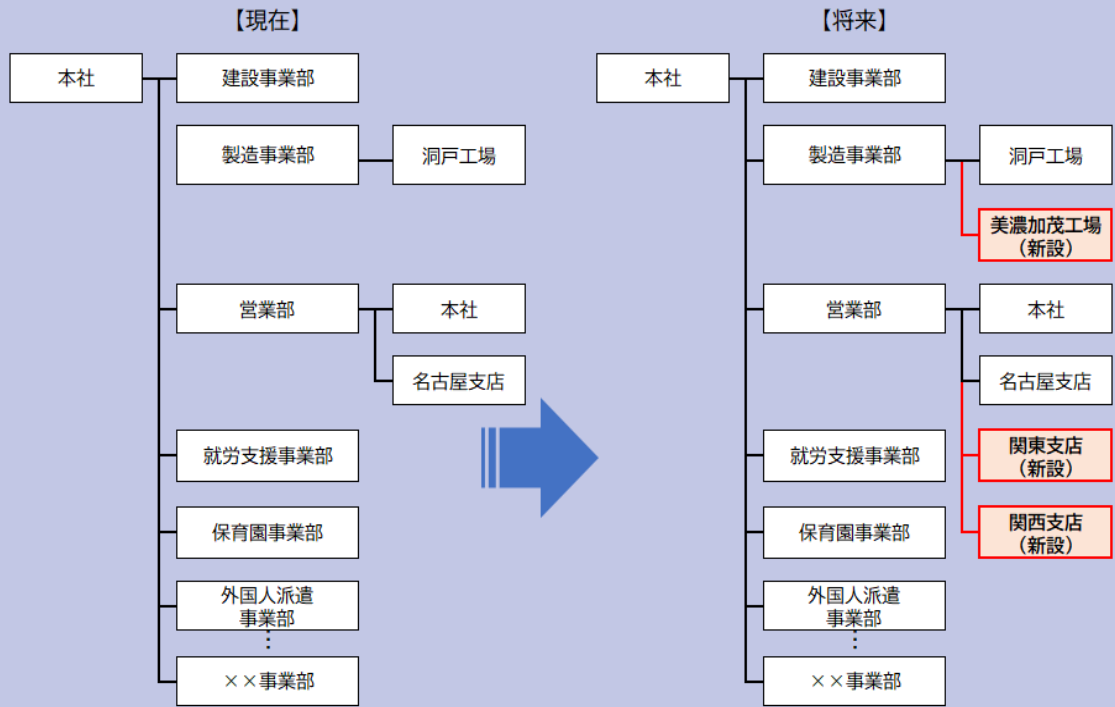 【現在】
本社
建設事業部
製造事業部
洞戸工場
営業部
本社
名古屋支店
就労支援事業部
保育園事業部
外国人派遣
事業部
⋮
××事業部
【将来】
本社
建設事業部
製造事業部
洞戸工場
美濃加茂工場
（新設）
営業部
本社
名古屋支店
就労支援事業部
関東支店
（新設）
保育園事業部
関西支店
（新設）
外国人派遣
事業部
⋮
××事業部